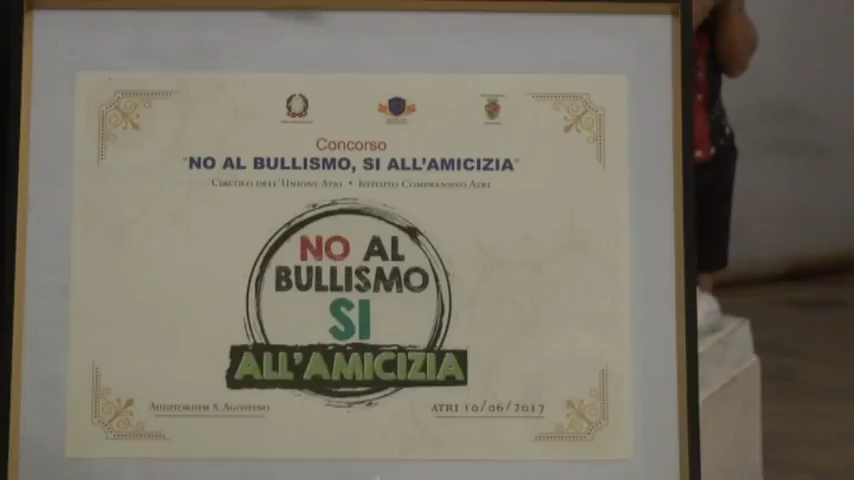 Concorso
"NO AL BULLISMO, SI ALL'AMICIZIA"
Circolo dell'Unione Atri • Istituto Comprensivo Atri
NO AL
BULLISMO
SI
ALL'AMICIZIA
Auditorium S. Agostino
ATRI 10/06/2017